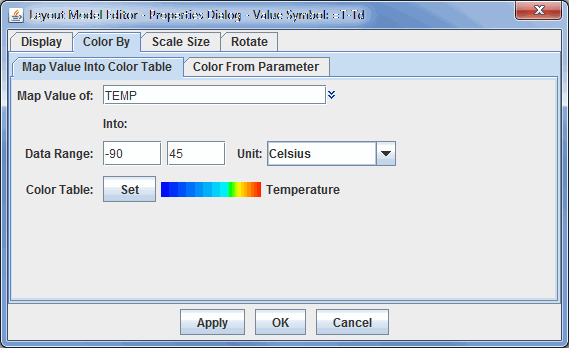 Layout Model Editor - Properties Dialog - Value Symbol: <T-Td
Display Color By Scale Size Rotate
Map Value Into Color Table Color From Parameter
Map Value of: TEMP
Into:
Data Range: -90 45 Unit: Celsius
Color Table: Set Temperature
Apply OK Cancel